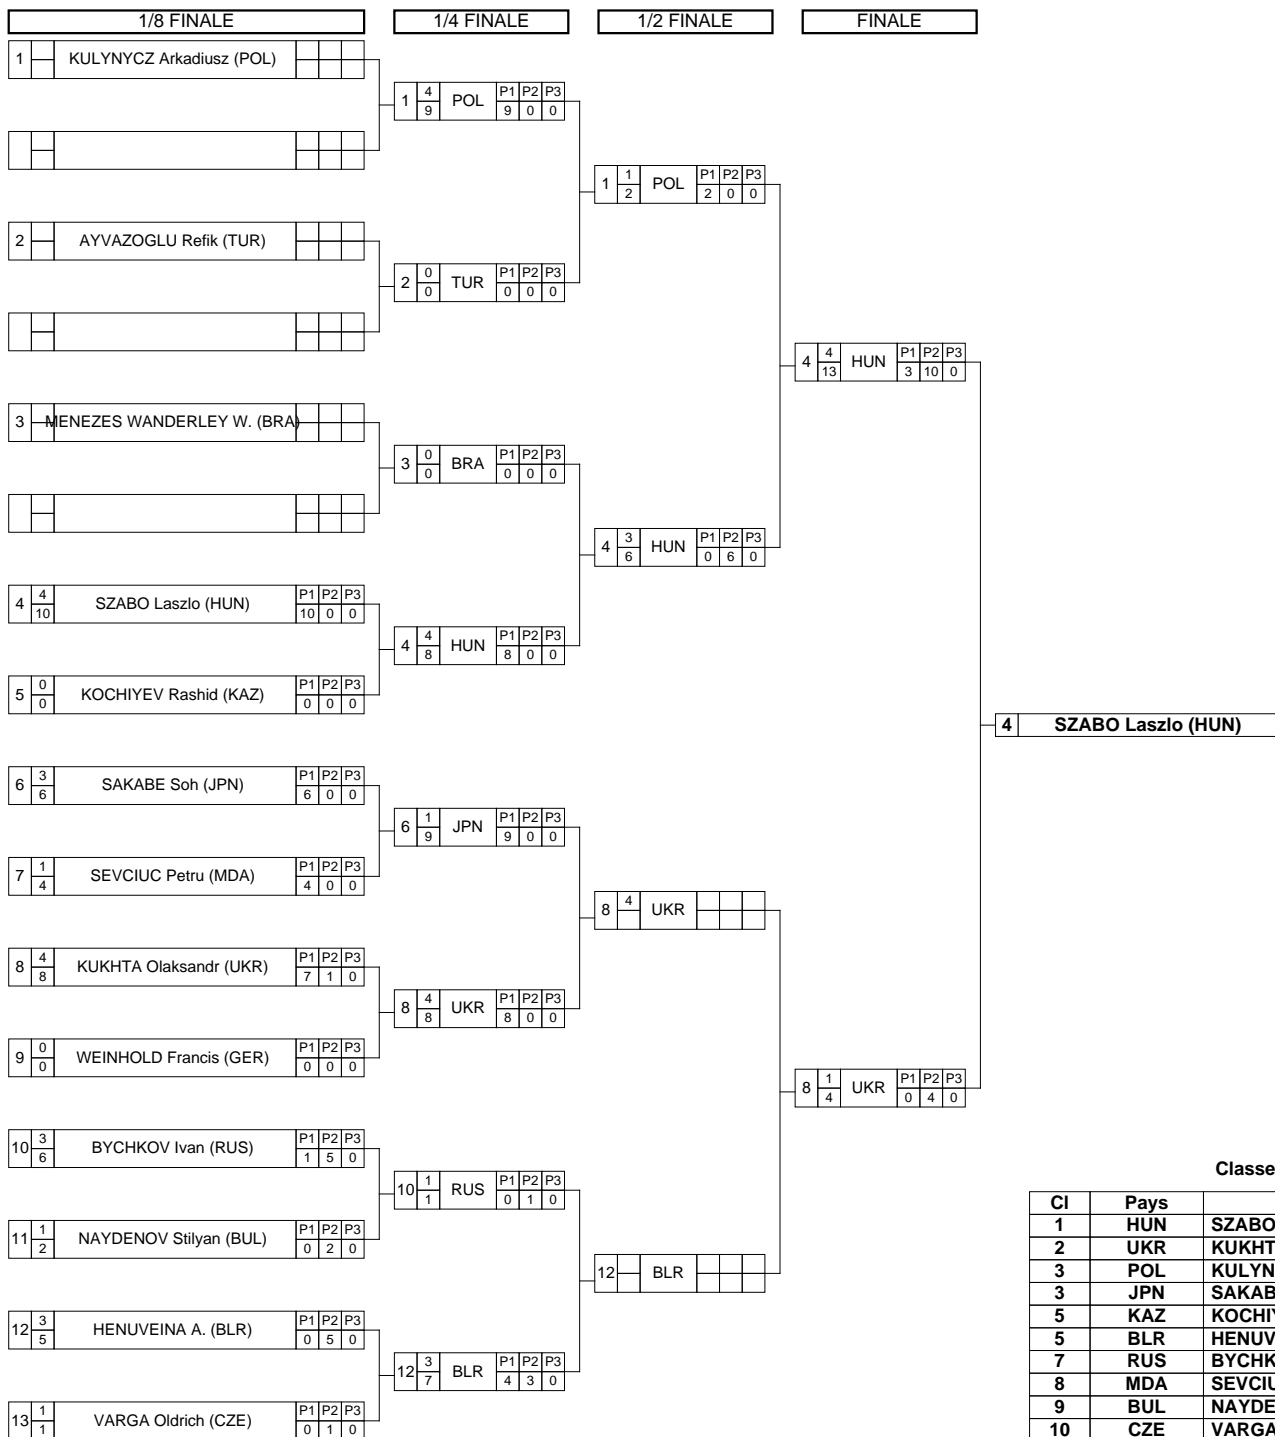 1/8 FINALE 1/4 FINALE 1/2 FINALE FINALE
1 KULYNYCZ Arkadiusz (POL)
1 4 9 POL P1 P2 P3 9 0 0
1 1 2 POL P1 P2 P3 2 0 0
2 AYVAZOGLU Refik (TUR)
2 0 0 TUR P1 P2 P3 0 0 0
4 4 13 HUN P1 P2 P3 3 10 0
3 MENEZES WANDERLEY W. (BRA)
3 0 0 BRA P1 P2 P3 0 0 0
4 3 6 HUN P1 P2 P3 0 6 0
4 4 10 SZABO Laszlo (HUN) P1 P2 P3 10 0 0
4 4 8 HUN P1 P2 P3 8 0 0
5 0 0 KOCHIYEV Rashid (KAZ) P1 P2 P3 0 0 0
4 SZABO Laszlo (HUN)
6 3 6 SAKABE Soh (JPN) P1 P2 P3 6 0 0
6 1 9 JPN P1 P2 P3 9 0 0
7 1 4 SEVCIUC Petru (MDA) P1 P2 P3 4 0 0
8 4 UKR
8 4 8 KUKHTA Olaksandr (UKR) P1 P2 P3 7 1 0
8 4 8 UKR P1 P2 P3 8 0 0
9 0 0 WEINHOLD Francis (GER) P1 P2 P3 0 0 0
8 1 4 UKR P1 P2 P3 0 4 0
10 3 6 BYCHKOV Ivan (RUS) P1 P2 P3 1 5 0
10 1 1 RUS P1 P2 P3 0 1 0
11 1 2 NAYDENOV Stilyan (BUL) P1 P2 P3 0 2 0
12 BLR
12 3 5 HENUVEINA A. (BLR) P1 P2 P3 0 5 0
12 3 7 BLR P1 P2 P3 4 3 0
13 1 1 VARGA Oldrich (CZE) P1 P2 P3 0 1 0
Classe
Cl Pays
1 HUN SZABO
2 UKR KUKHT
3 POL KULYN
3 JPN SAKAB
5 KAZ KOCHIY
5 BLR HENUV
7 RUS BYCHK
8 MDA SEVCIU
9 BUL NAYDE
10 CZE VARGA